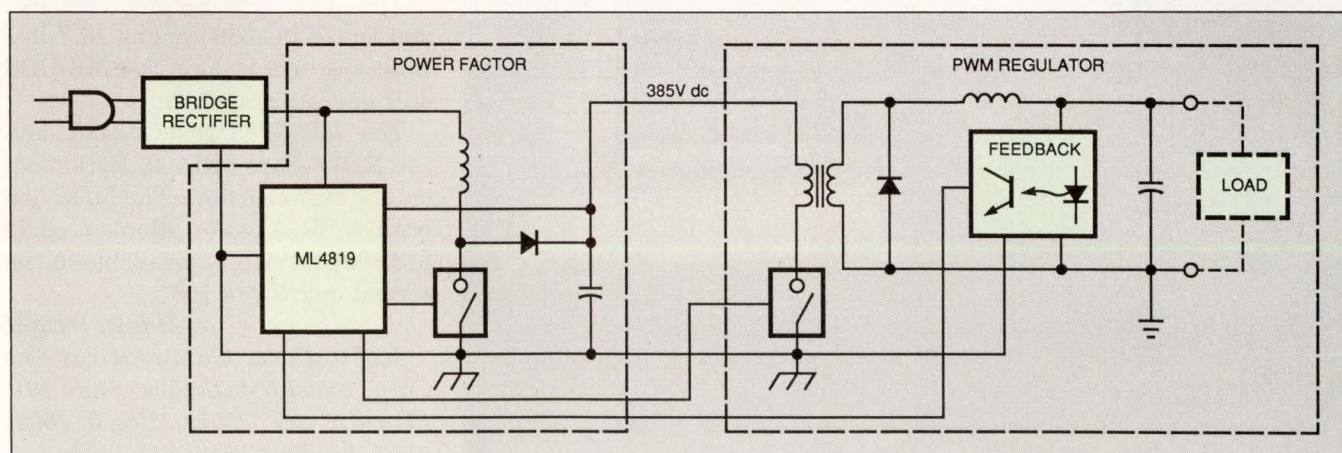 POWER FACTOR
PWM REGULATOR
BRIDGE
RECTIFIER
385V dc
FEEDBACK
LOAD
ML4819